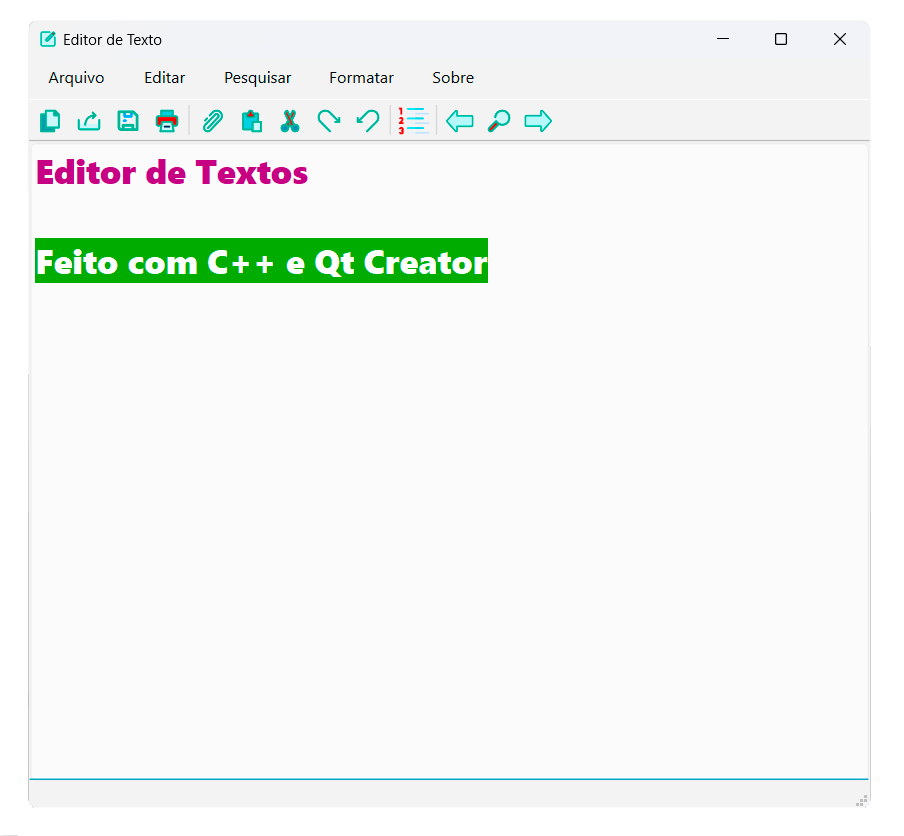 Editor de Texto
Arquivo Editar Pesquisar Formatar Sobre
1
2
3
Editor de Textos
Feito com C++ e Qt Creator